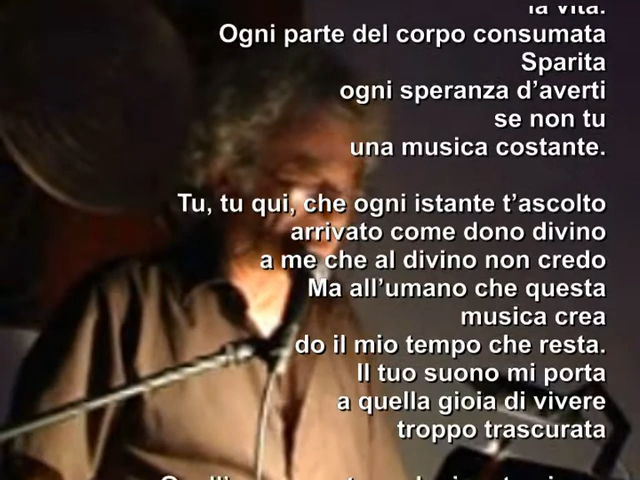 la vita.
Ogni parte del corpo consumata
Sparita
ogni speranza d’averti
se non tu
una musica costante.
Tu, tu qui, che ogni istante t’ascolto
arrivato come dono divino
a me che al divino non credo
Ma all’umano che questa
musica crea
do il mio tempo che resta.
Il tuo suono mi porta
a quella gioia di vivere
troppo trascurata